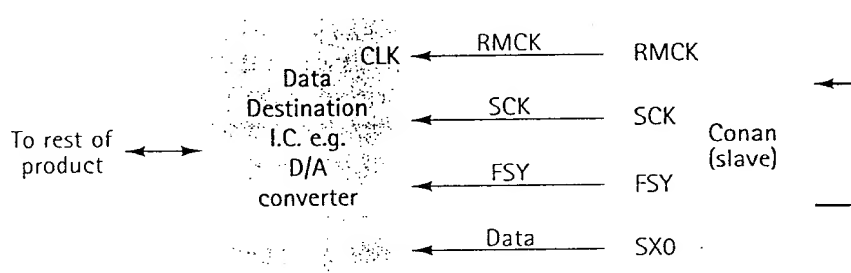 CLK
RMCK
RMCK
Data
Destination
I.C. e.g.
D/A
converter
To rest of
product
SCK
SCK
Conan
(slave)
FSY
FSY
Data
SX0